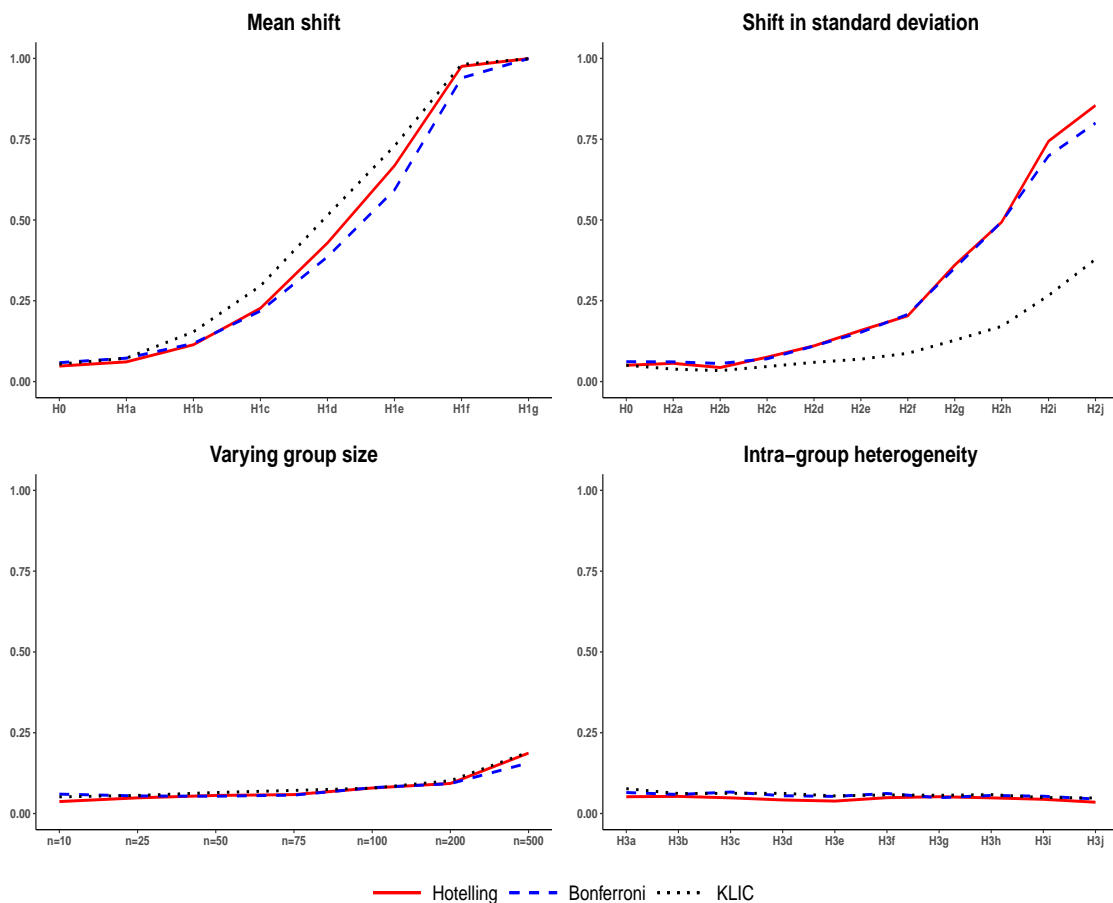 Mean shift
1.00
0.75
0.50
0.25
0.00
H0 H1a H1b H1c H1d H1e H1f H1g
Shift in standard deviation
1.00
0.75
0.50
0.25
0.00
H0 H2a H2b H2c H2d H2e H2f H2g H2h H2i H2j
Varying group size
1.00
0.75
0.50
0.25
0.00
n=10 n=25 n=50 n=75 n=100 n=200 n=500
Intra−group heterogeneity
1.00
0.75
0.50
0.25
0.00
H3a H3b H3c H3d H3e H3f H3g H3h H3i H3j
Hotelling Bonferroni KLIC